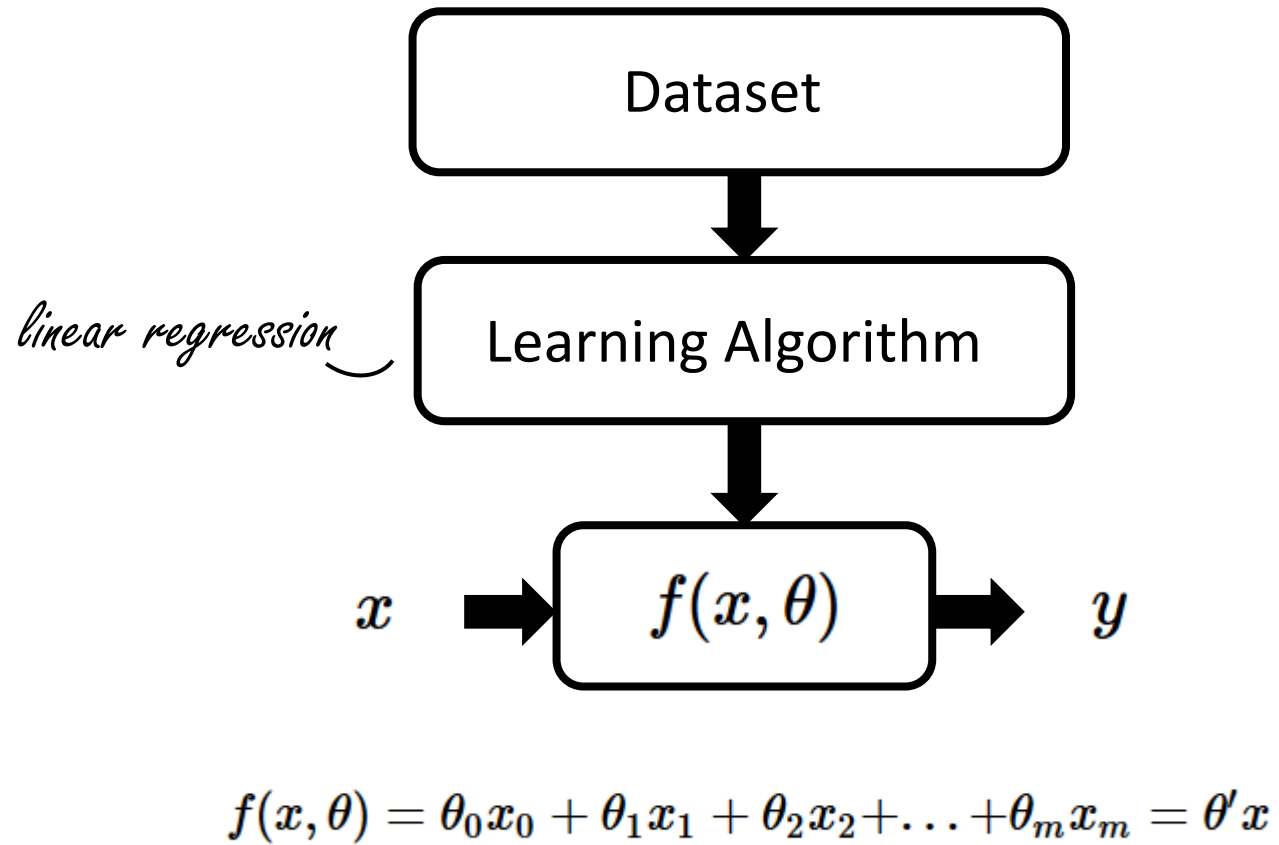 Dataset
linear regression
Learning Algorithm
x
f(x, θ)
y
f(x, θ) = θ₀x₀ + θ₁x₁ + θ₂x₂+...+θₘxₘ = θ′x